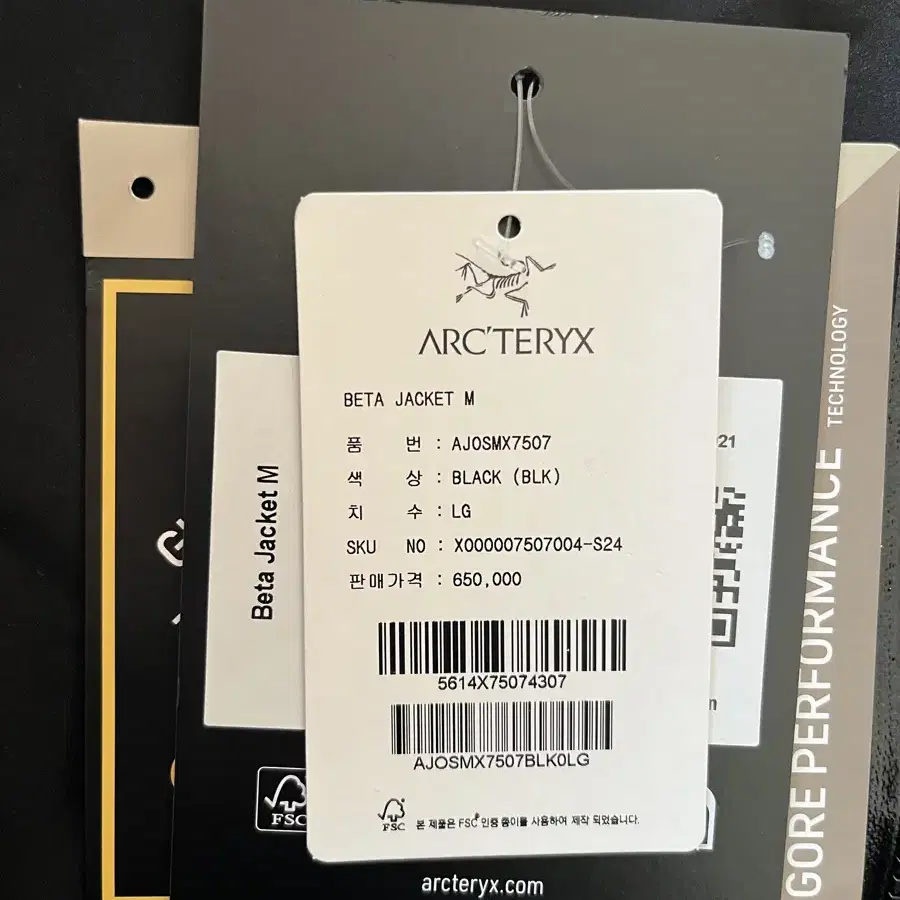 ARC'TERYX
BETA JACKET M
품 번 : AJOSMX7507
색 상 : BLACK (BLK)
치 수 : LG
SKU NO : X000007507004-S24
판매가격 : 650,000
5614X75074307
AJOSMX7507BLK0LG
FSC 본 제품은 FSC® 인증 종이를 사용하여 제작 되었습니다.
Beta Jacket M
21
FSC
arcteryx.com
GORE PERFORMANCE TECHNOLOGY